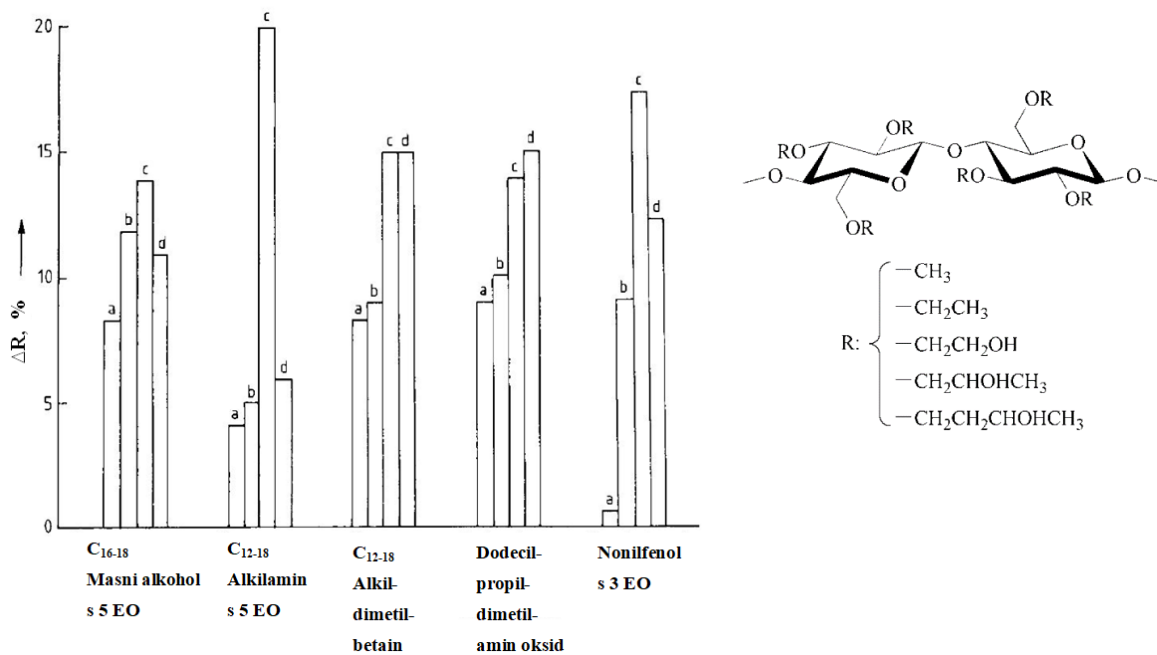 △R, %
20
15
10
5
0
a
b
c
d
a
b
c
d
a
b
c
d
a
b
c
d
a
b
c
d
C16-18
Masni alkohol
s 5 EO
C12-18
Alkilamin
s 5 EO
C12-18
Alkil-
dimetil-
betain
Dodecil-
propil-
dimetil-
amin oksid
Nonilfenol
s 3 EO
OR
OR
OR
RO
O
O
O
O
O
RO
OR
OR
R:
—CH3
—CH2CH3
—CH2CH2OH
—CH2CHOHCH3
—CH2CH2CHOHCH3